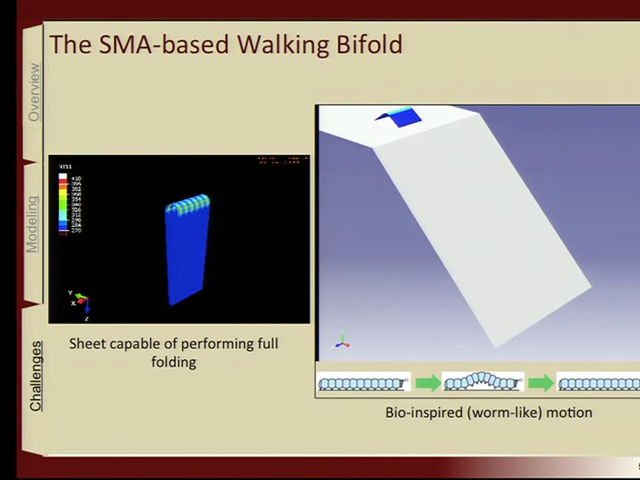 The SMA-based Walking Bifold
Overview
Modeling
Challenges
NT11
Y
X
Z
Sheet capable of performing full
folding
Bio-inspired (worm-like) motion